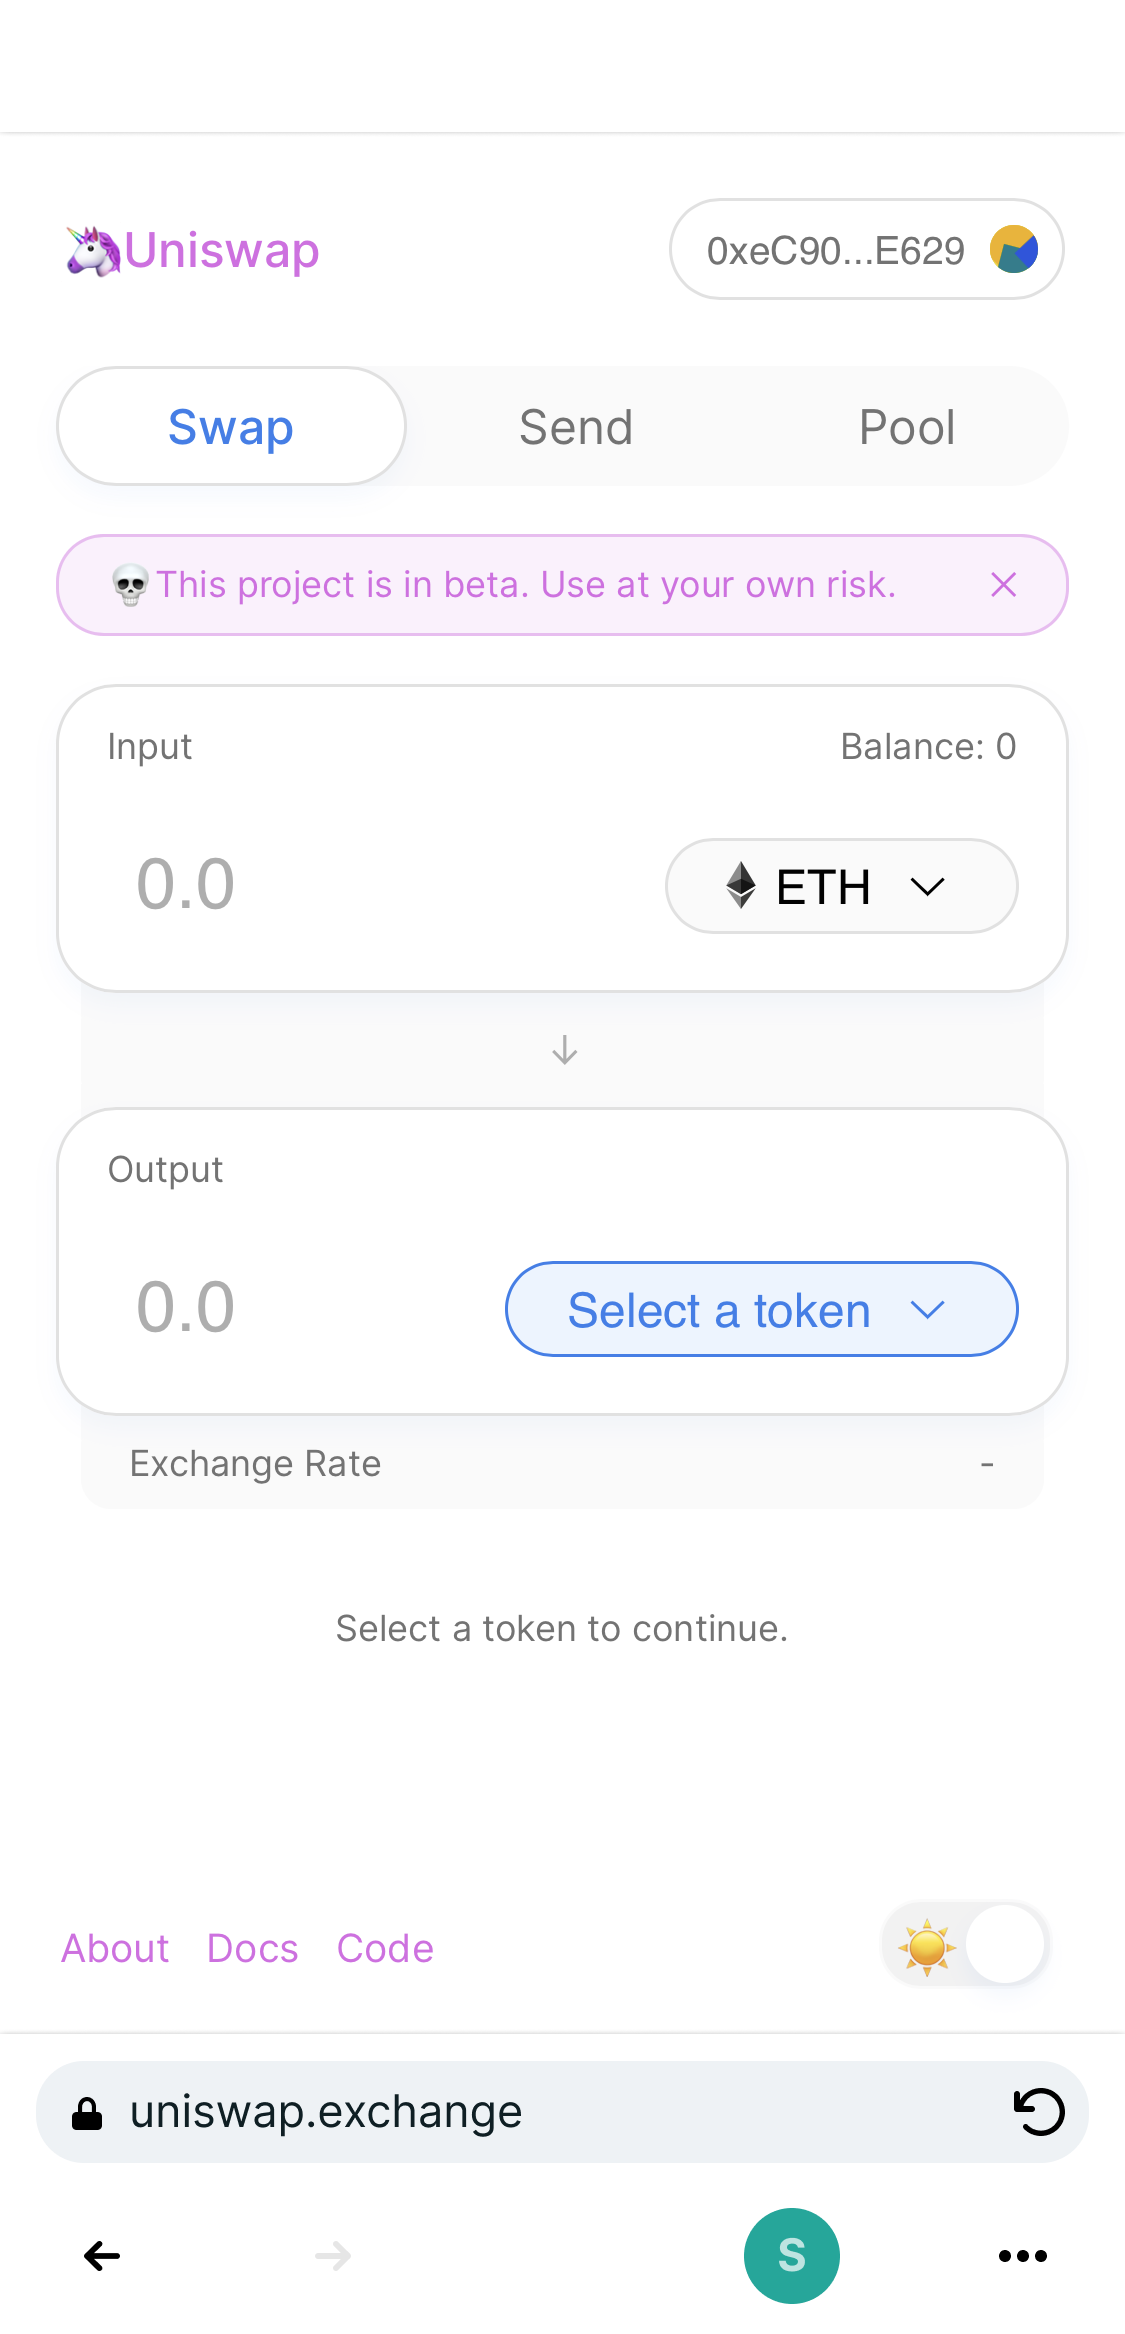 🦄Uniswap
0xeC90...E629
Swap
Send
Pool
💀This project is in beta. Use at your own risk.
Input
Balance: 0
0.0
ETH
Output
0.0
Select a token
Exchange Rate
-
Select a token to continue.
About
Docs
Code
uniswap.exchange
S